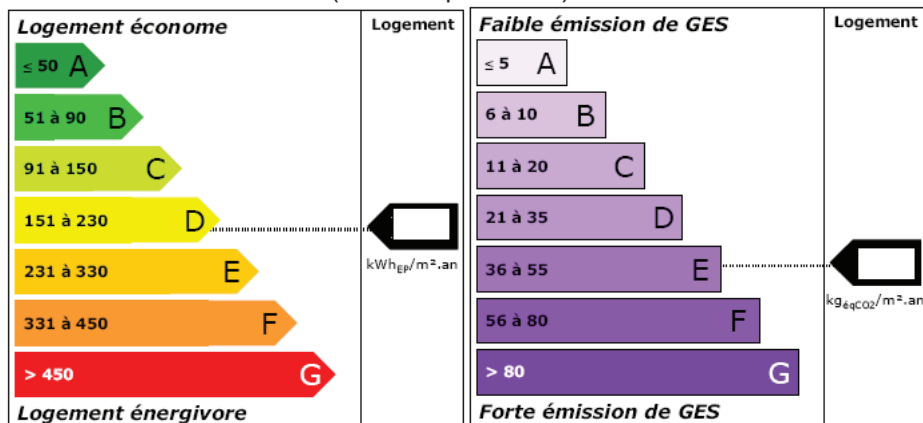 Logement économe
Logement
≤ 50 A
51 à 90 B
91 à 150 C
151 à 230 D
231 à 330 E
331 à 450 F
> 450 G
kWhEP/m².an
Logement énergivore
Faible émission de GES
Logement
≤ 5 A
6 à 10 B
11 à 20 C
21 à 35 D
36 à 55 E
56 à 80 F
> 80 G
kgéqCO2/m².an
Forte émission de GES